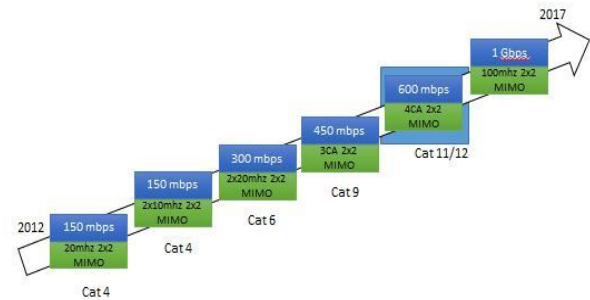 2017
1 Gbps
100mhz 2x2
MIMO
600 mbps
4CA 2x2
MIMO
Cat 11/12
450 mbps
3CA 2x2
MIMO
Cat 9
300 mbps
2x20mhz 2x2
MIMO
Cat 6
150 mbps
2x10mhz 2x2
MIMO
Cat 4
2012
150 mbps
20mhz 2x2
MIMO
Cat 4